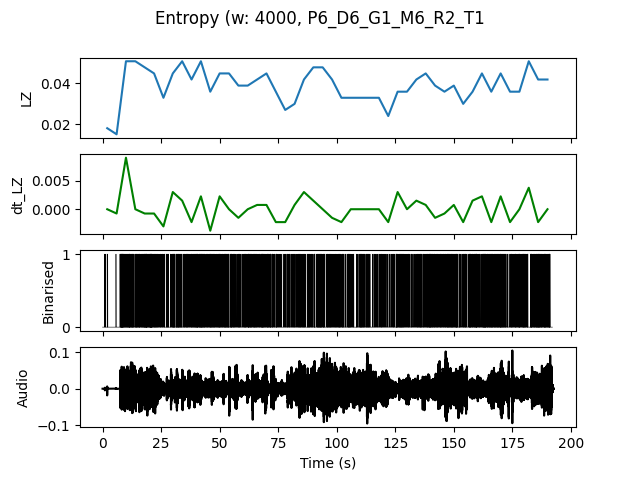 Entropy (w: 4000, P6_D6_G1_M6_R2_T1
LZ
0.04
0.02
dt_LZ
0.005
0.000
Binarised
1
0
Audio
0.1
0.0
−0.1
0 25 50 75 100 125 150 175 200
Time (s)